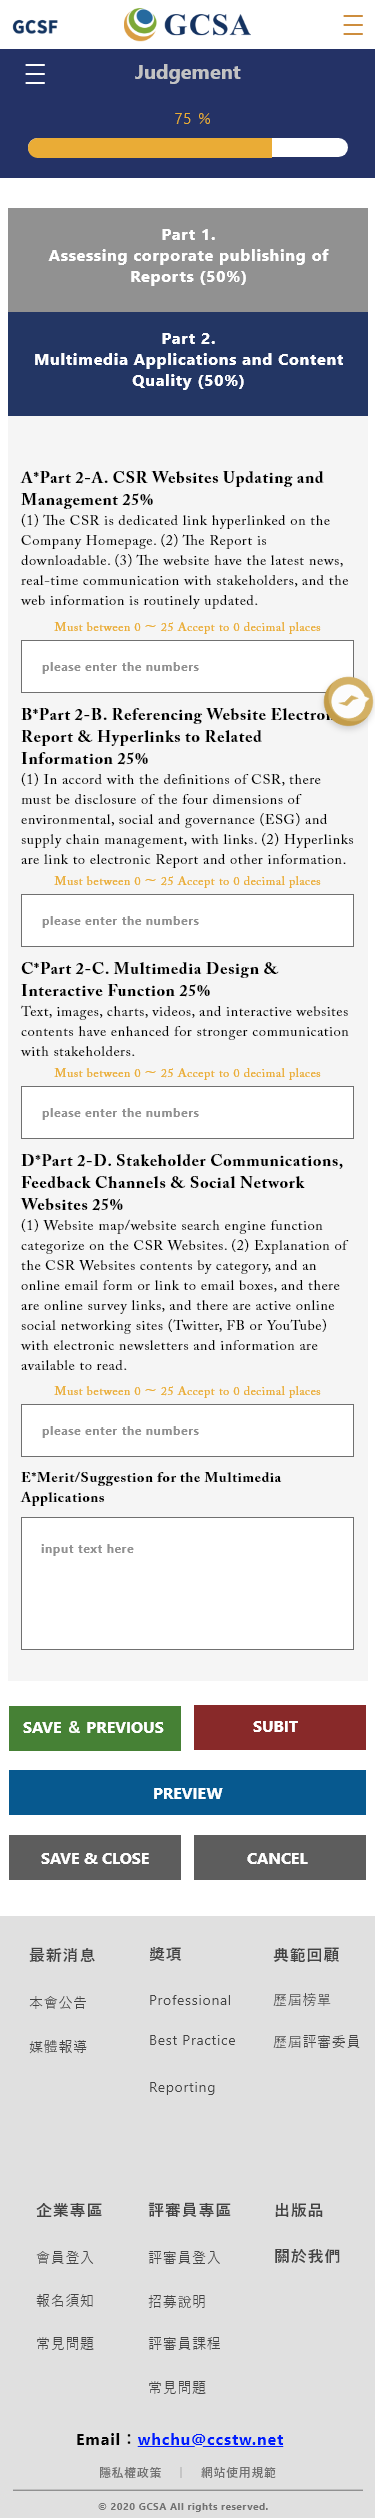 GCSF
GCSA
Judgement
75 %
Part 1.
Assessing corporate publishing of
Reports (50%)
Part 2.
Multimedia Applications and Content
Quality (50%)
A*Part 2-A. CSR Websites Updating and
Management 25%
(1) The CSR is dedicated link hyperlinked on the
Company Homepage. (2) The Report is
downloadable. (3) The website have the latest news,
real-time communication with stakeholders, and the
web information is routinely updated.
Must between 0 ～ 25 Accept to 0 decimal places
please enter the numbers
B*Part 2-B. Referencing Website Electron
Report & Hyperlinks to Related
Information 25%
(1) In accord with the definitions of CSR, there
must be disclosure of the four dimensions of
environmental, social and governance (ESG) and
supply chain management, with links. (2) Hyperlinks
are link to electronic Report and other information.
Must between 0 ～ 25 Accept to 0 decimal places
please enter the numbers
C*Part 2-C. Multimedia Design &
Interactive Function 25%
Text, images, charts, videos, and interactive websites
contents have enhanced for stronger communication
with stakeholders.
Must between 0 ～ 25 Accept to 0 decimal places
please enter the numbers
D*Part 2-D. Stakeholder Communications,
Feedback Channels & Social Network
Websites 25%
(1) Website map/website search engine function
categorize on the CSR Websites. (2) Explanation of
the CSR Websites contents by category, and an
online email form or link to email boxes, and there
are online survey links, and there are active online
social networking sites (Twitter, FB or YouTube)
with electronic newsletters and information are
available to read.
Must between 0 ～ 25 Accept to 0 decimal places
please enter the numbers
E*Merit/Suggestion for the Multimedia
Applications
input text here
SAVE & PREVIOUS
SUBIT
PREVIEW
SAVE & CLOSE
CANCEL
最新消息
本會公告
媒體報導
獎項
Professional
Best Practice
Reporting
典範回顧
歷屆榜單
歷屆評審委員
企業專區
會員登入
報名須知
常見問題
評審員專區
評審員登入
招募說明
評審員課程
常見問題
出版品
關於我們
Email：whchu@ccstw.net
隱私權政策 | 網站使用規範
© 2020 GCSA All rights reserved.